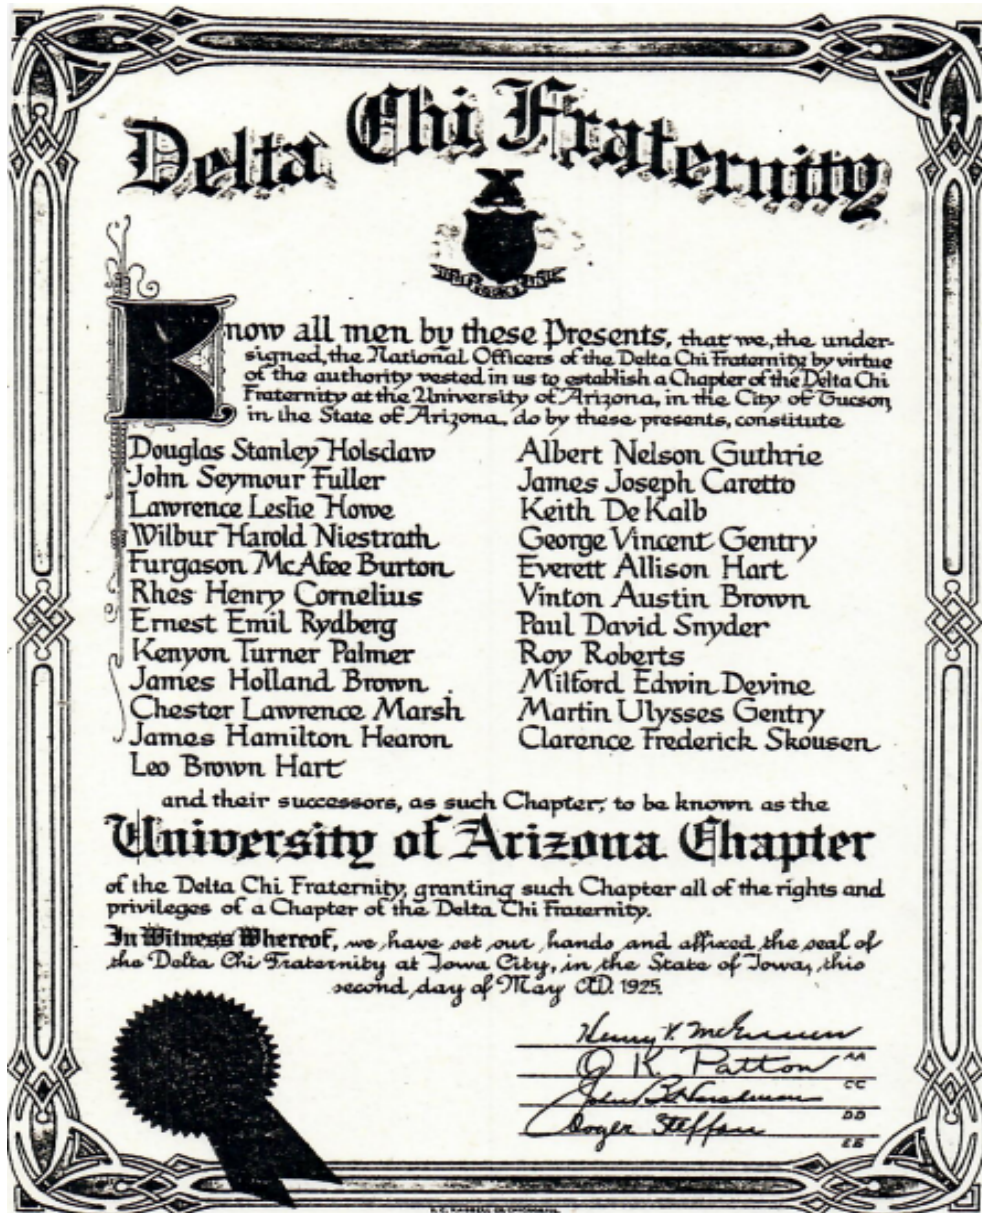 Delta Chi Fraternity
Know all men by these Presents, that we, the under-
signed, the National Officers of the Delta Chi Fraternity by virtue
of the authority vested in us to establish a Chapter of the Delta Chi
Fraternity at the University of Arizona, in the City of Tucson,
in the State of Arizona, do by these presents, constitute
Douglas Stanley Holsclaw
John Seymour Fuller
Lawrence Leslie Howe
Wilbur Harold Niestrath
Furgason McAfee Burton
Rhes Henry Cornelius
Ernest Emil Rydberg
Kenyon Turner Palmer
James Holland Brown
Chester Lawrence Marsh
James Hamilton Hearon
Leo Brown Hart
Albert Nelson Guthrie
James Joseph Caretto
Keith De Kalb
George Vincent Gentry
Everett Allison Hart
Vinton Austin Brown
Paul David Snyder
Roy Roberts
Milford Edwin Devine
Martin Ulysses Gentry
Clarence Frederick Skousen
and their successors, as such Chapter, to be known as the
University of Arizona Chapter
of the Delta Chi Fraternity, granting such Chapter all of the rights and
privileges of a Chapter of the Delta Chi Fraternity.
In Witness Whereof, we have set our hands and affixed the seal of
the Delta Chi Fraternity at Iowa City, in the State of Iowa, this
second day of May A.D. 1925.
Henry V.
AA
O K Patton
CC
John B.
DD
Steffan
EE